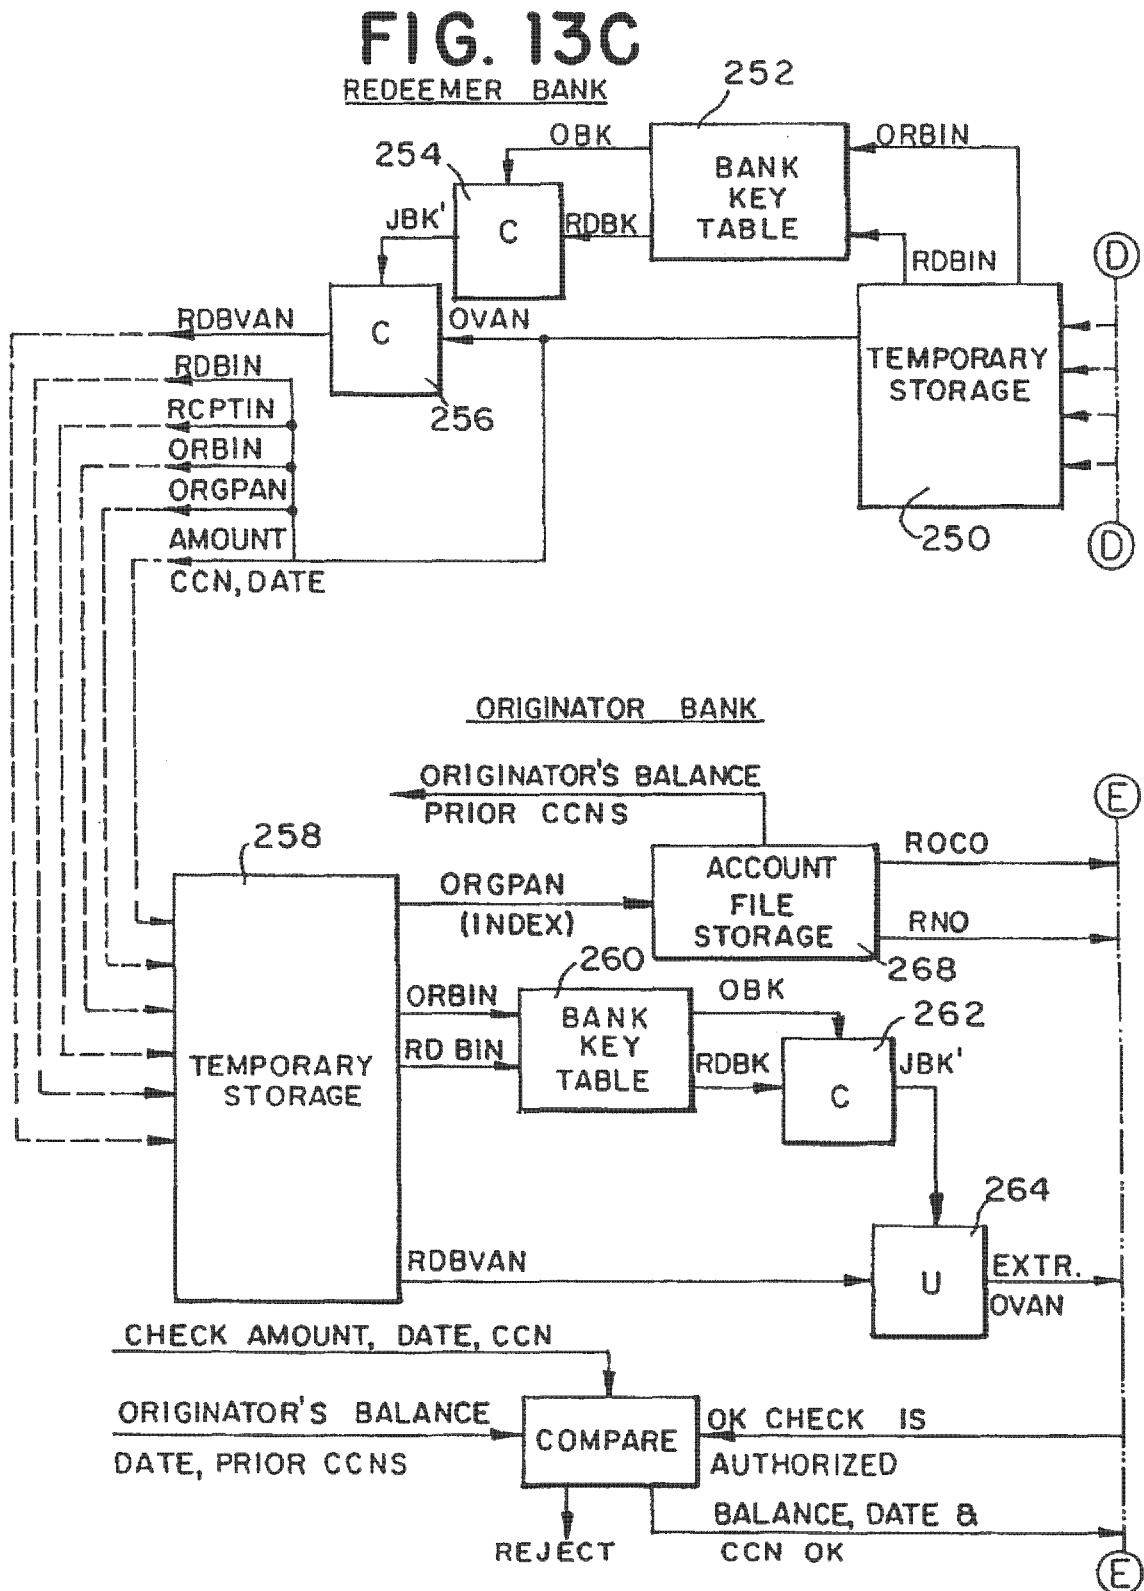 FIG. 13C
REDEEMER BANK
252
OBK
ORBIN
254
BANK
KEY
TABLE
JBK'
C
RDBK
RDBIN
D
RDBVAN
OVAN
C
TEMPORARY
STORAGE
RDBIN
256
RCPTIN
ORBIN
ORGPAN
AMOUNT
CCN, DATE
250
D
ORIGINATOR BANK
ORIGINATOR'S BALANCE
PRIOR CCNS
E
258
ROCO
ACCOUNT
FILE
STORAGE
ORGPAN
(INDEX)
RNO
268
260
ORBIN
OBK
262
BANK
KEY
TABLE
RD BIN
RDBK
JBK'
C
TEMPORARY
STORAGE
264
RDBVAN
U
EXTR.
OVAN
CHECK AMOUNT, DATE, CCN
ORIGINATOR'S BALANCE
DATE, PRIOR CCNS
COMPARE
OK CHECK IS
AUTHORIZED
BALANCE, DATE &
CCN OK
REJECT
E